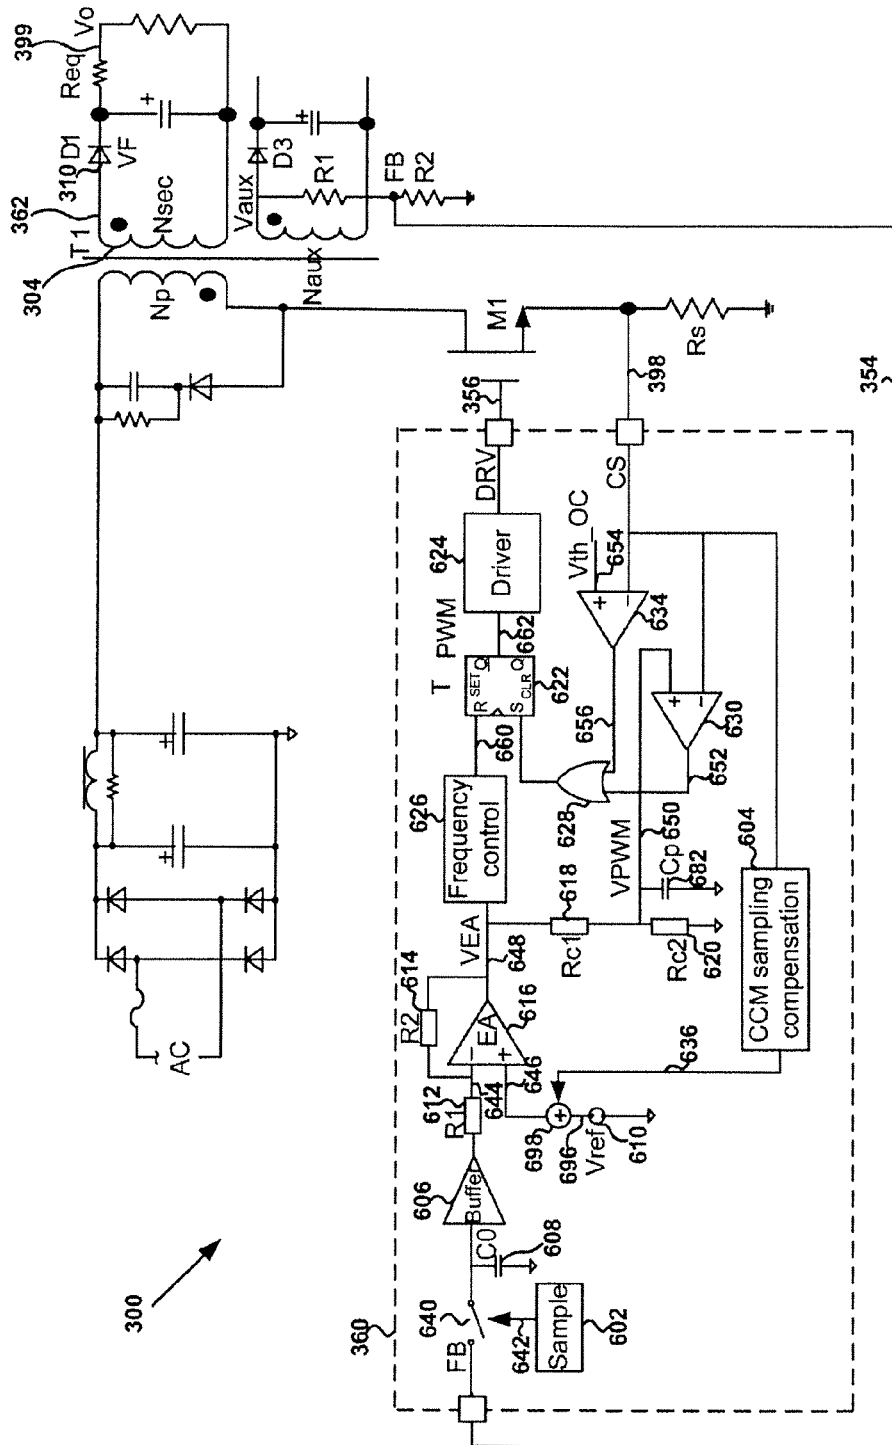 300
AC
T1
304
362
310
D1
VF
Req
399
Vo
Np
Nsec
Naux
Vaux
D3
R1
FB
R2
M1
Rs
398
356
354
360
FB
640
642
Sample
602
C0
608
Buffer
606
R1
612
644
646
R2
614
EA
616
636
698
696
Vref
610
VEA
648
Frequency control
626
Rc1
618
Rc2
620
VPWM
Cp
682
650
652
628
656
660
T
R SET Q
S CLR Q
622
PWM
662
Driver
624
DRV
Vth_OC
654
CS
634
630
604
CCM sampling compensation
+
+
+
+
+
−
+
−
+
−
+